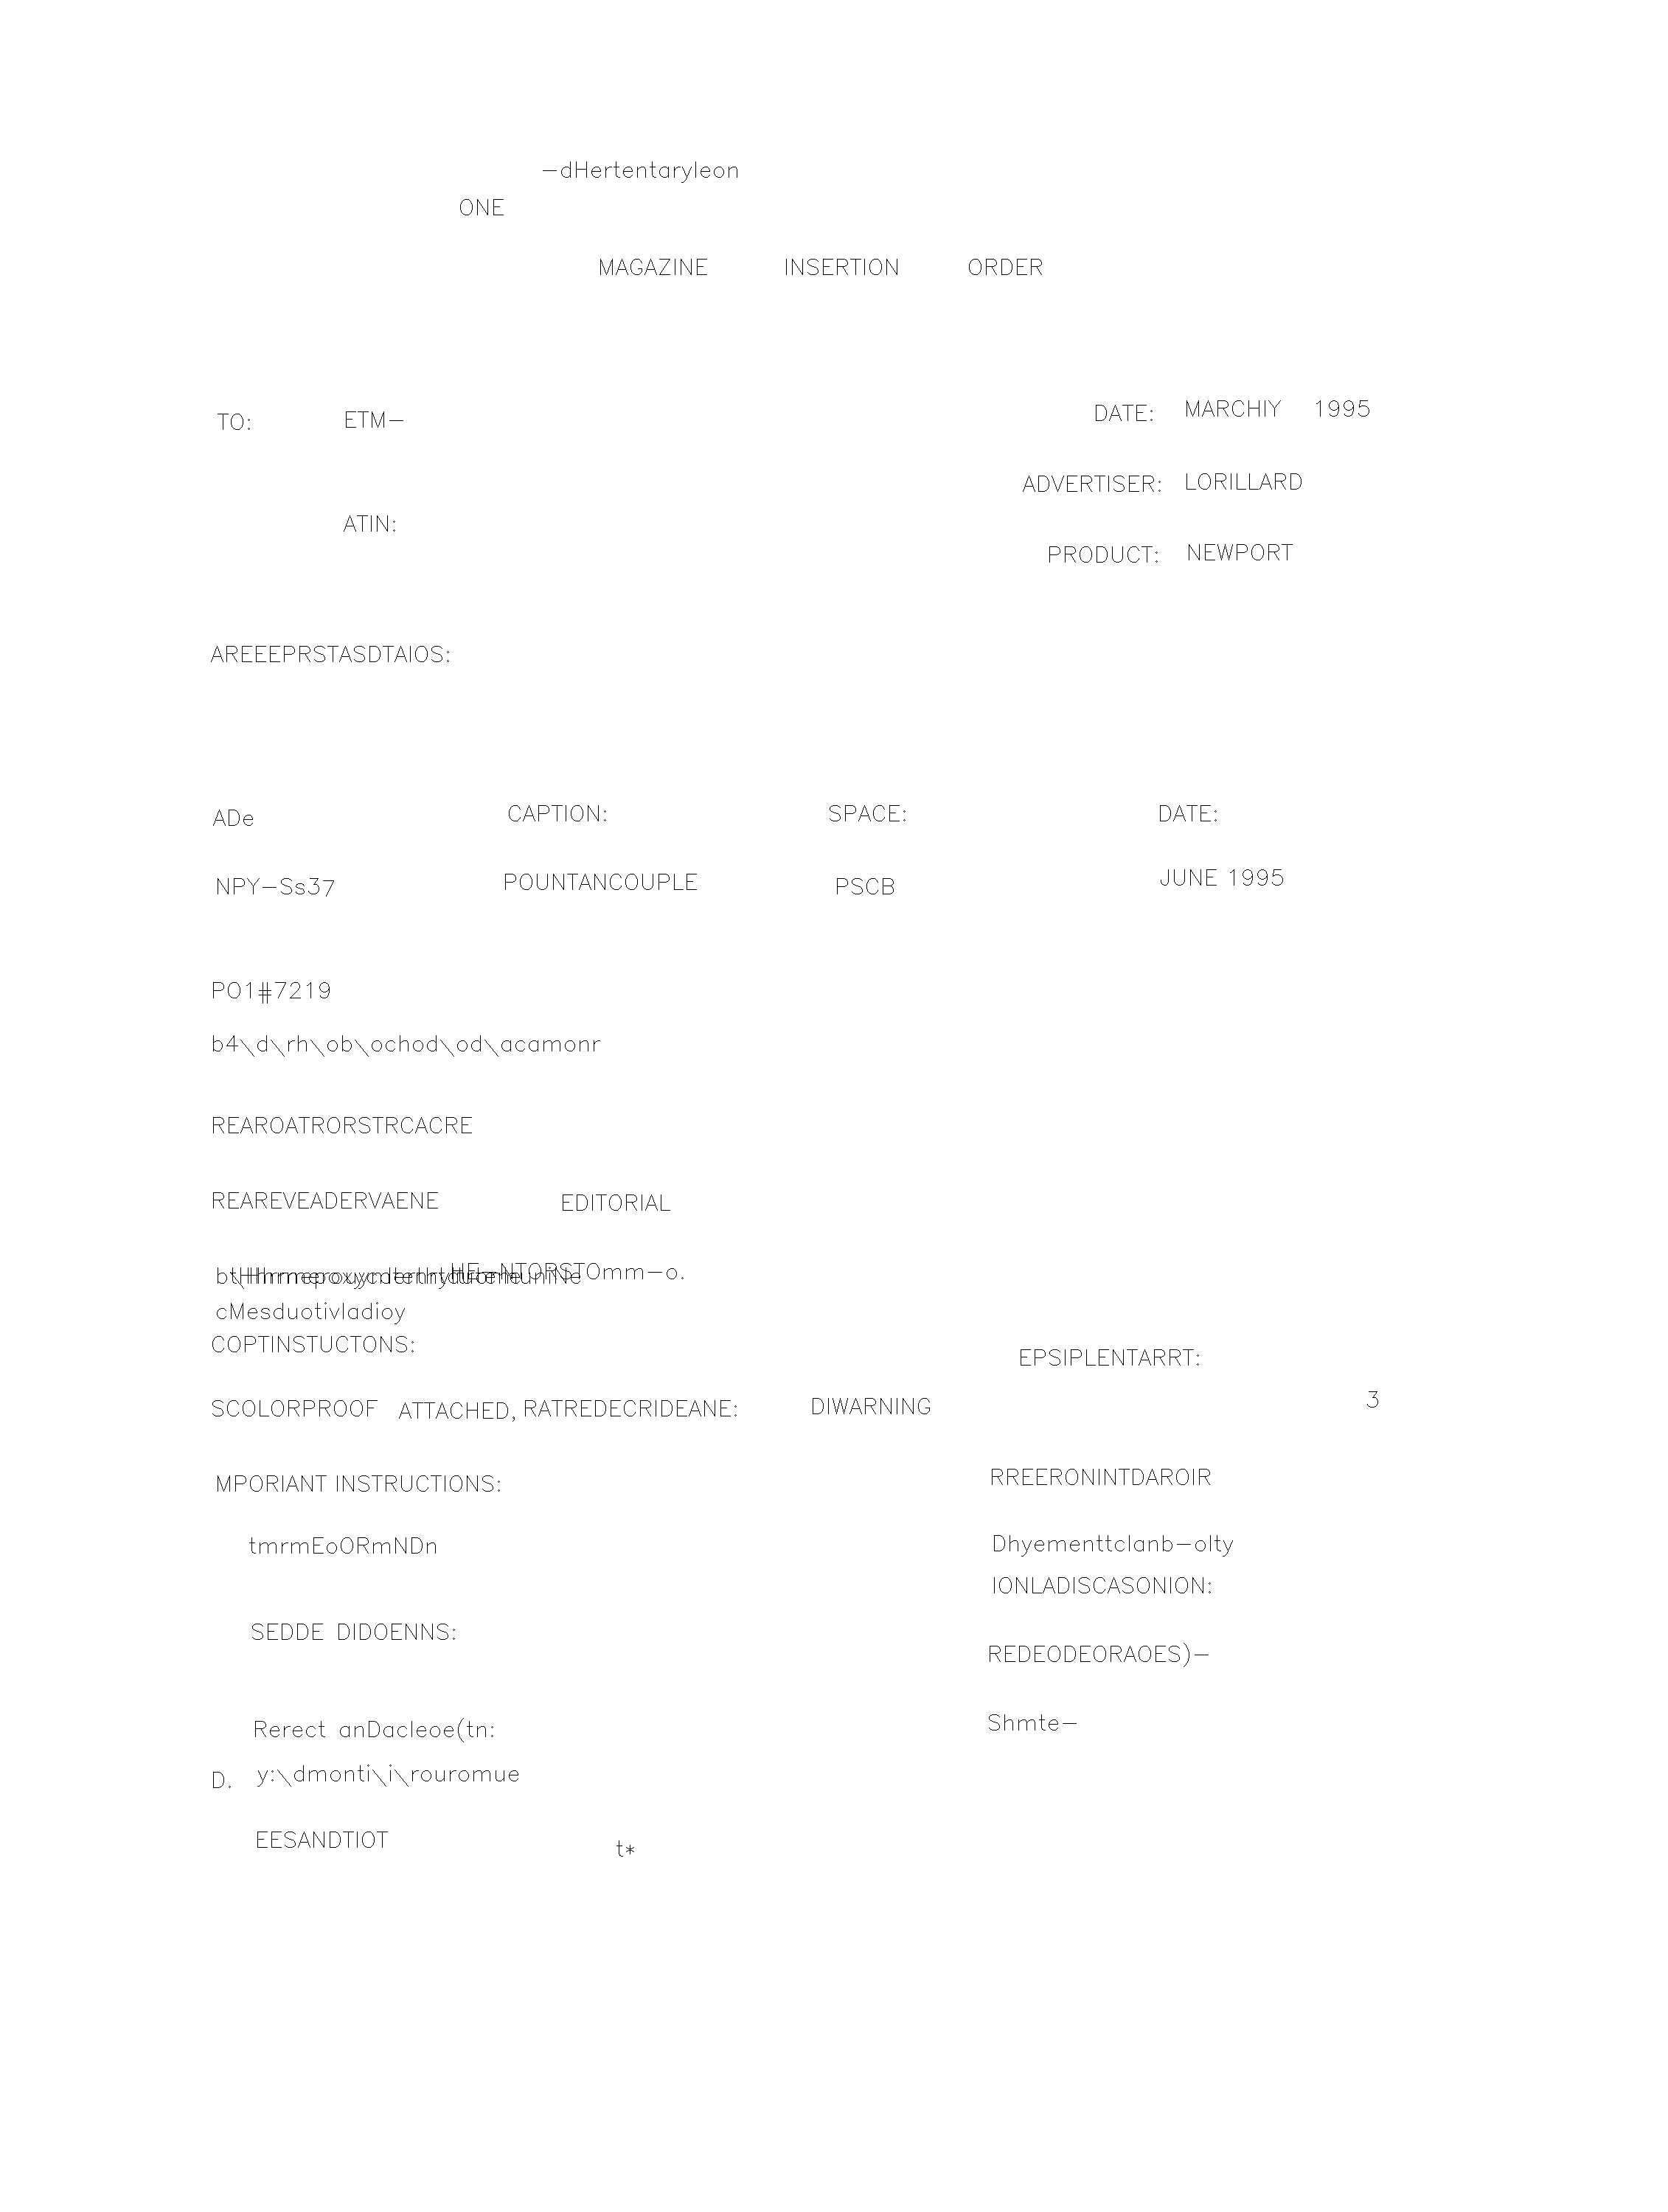 -dHertentaryleon
ONE
MAGAZINE INSERTION ORDER
TO: ETM- DATE: MARCHIY 1995
ADVERTISER: LORILLARD
ATIN:
PRODUCT: NEWPORT
AREEEPRSTASDTAIOS:
ADe CAPTION: SPACE: DATE:
NPY-Ss37 POUNTANCOUPLE PSCB JUNE 1995
PO1#7219
b4\d\rh\ob\ochod\od\acamonr
REAROATRORSTRCACRE
REAREVEADERVAENE EDITORIAL
cMesduotivladioy
COPTINSTUCTONS:
EPSIPLENTARRT:
SCOLORPROOF ATTACHED, RATREDECRIDEANE: DIWARNING 3
MPORIANT INSTRUCTIONS: RREERONINTDAROIR
tmrmEoORmNDn Dhyementtclanb-olty
IONLADISCASONION:
SEDDE DIDOENNS:
REDEODEORAOES)-
Rerect anDacleoe(tn: Shmte-
D. y:\dmonti\i\rouromue
EESANDTIOT t*